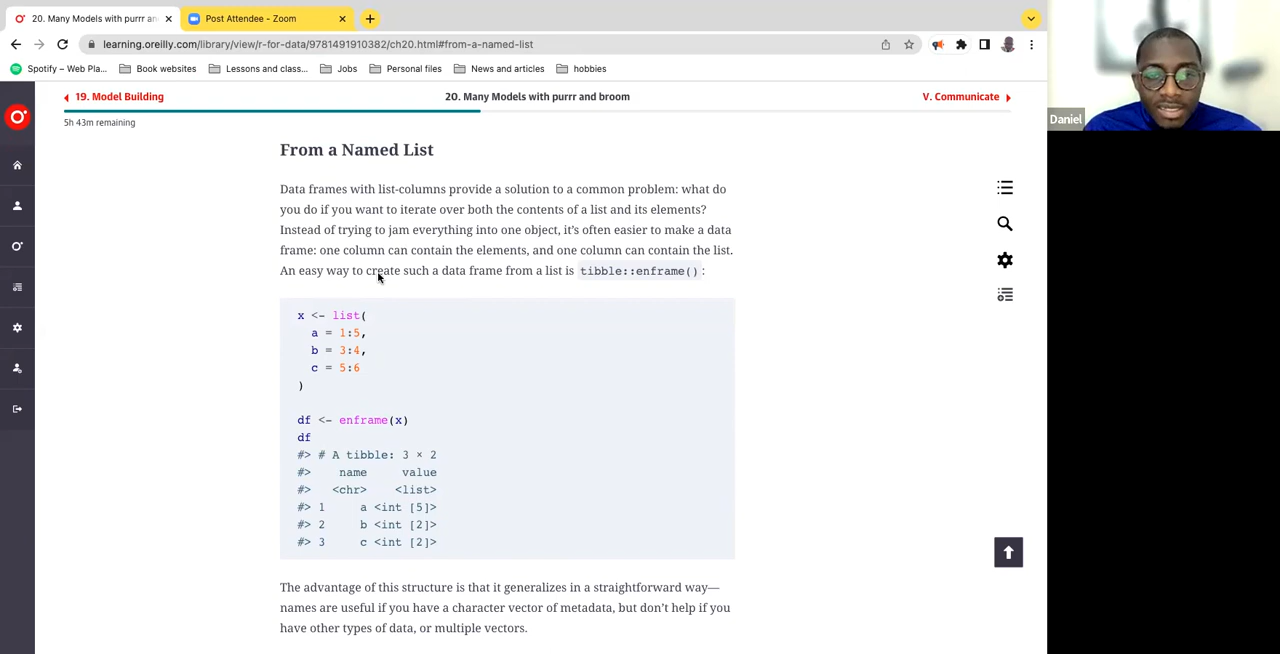 20. Many Models with purrr and
Post Attendee - Zoom
learning.oreilly.com/library/view/r-for-data/9781491910382/ch20.html#from-a-named-list
Spotify – Web Pla...
Book websites
Lessons and class...
Jobs
Personal files
News and articles
hobbies
19. Model Building
20. Many Models with purrr and broom
V. Communicate
5h 43m remaining
Daniel
From a Named List
Data frames with list-columns provide a solution to a common problem: what do
you do if you want to iterate over both the contents of a list and its elements?
Instead of trying to jam everything into one object, it’s often easier to make a data
frame: one column can contain the elements, and one column can contain the list.
An easy way to create such a data frame from a list is tibble::enframe():
x <- list(
  a = 1:5,
  b = 3:4,
  c = 5:6
)
df <- enframe(x)
df
#> # A tibble: 3 × 2
#>    name     value
#>   <chr>    <list>
#> 1     a <int [5]>
#> 2     b <int [2]>
#> 3     c <int [2]>
The advantage of this structure is that it generalizes in a straightforward way—
names are useful if you have a character vector of metadata, but don’t help if you
have other types of data, or multiple vectors.